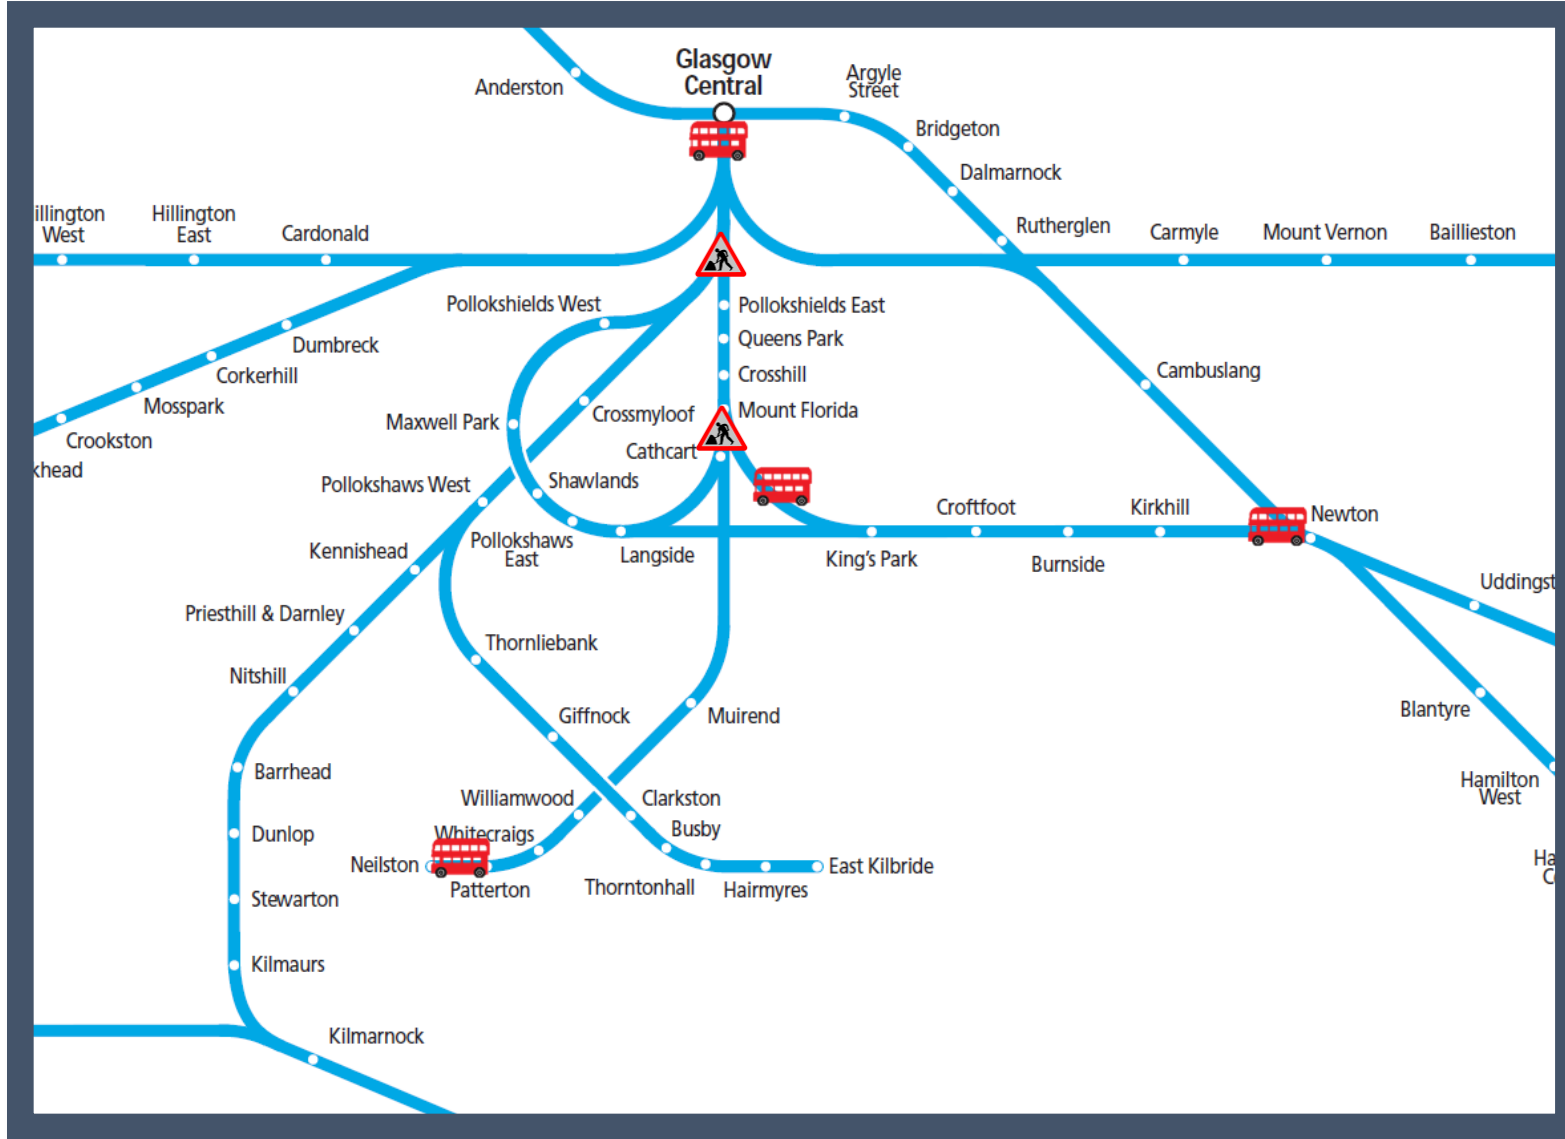 Glasgow
Central
Anderston
Argyle
Street
Bridgeton
Dalmarnock
illington
West
Hillington
East
Cardonald
Rutherglen
Carmyle
Mount Vernon
Baillieston
Pollokshields West
Pollokshields East
Queens Park
Dumbreck
Corkerhill
Crosshill
Cambuslang
Mosspark
Crossmyloof
Mount Florida
Maxwell Park
Crookston
Cathcart
khead
Pollokshaws West
Shawlands
Croftfoot
Kirkhill
Newton
Kennishead
Pollokshaws
East
Langside
King's Park
Burnside
Uddingst
Priesthill & Darnley
Thornliebank
Nitshill
Giffnock
Muirend
Blantyre
Barrhead
Hamilton
West
Williamwood
Clarkston
Dunlop
Whitecraigs
Busby
Neilston
East Kilbride
Patterton
Thorntonhall
Hairmyres
Ha
C
Stewarton
Kilmaurs
Kilmarnock